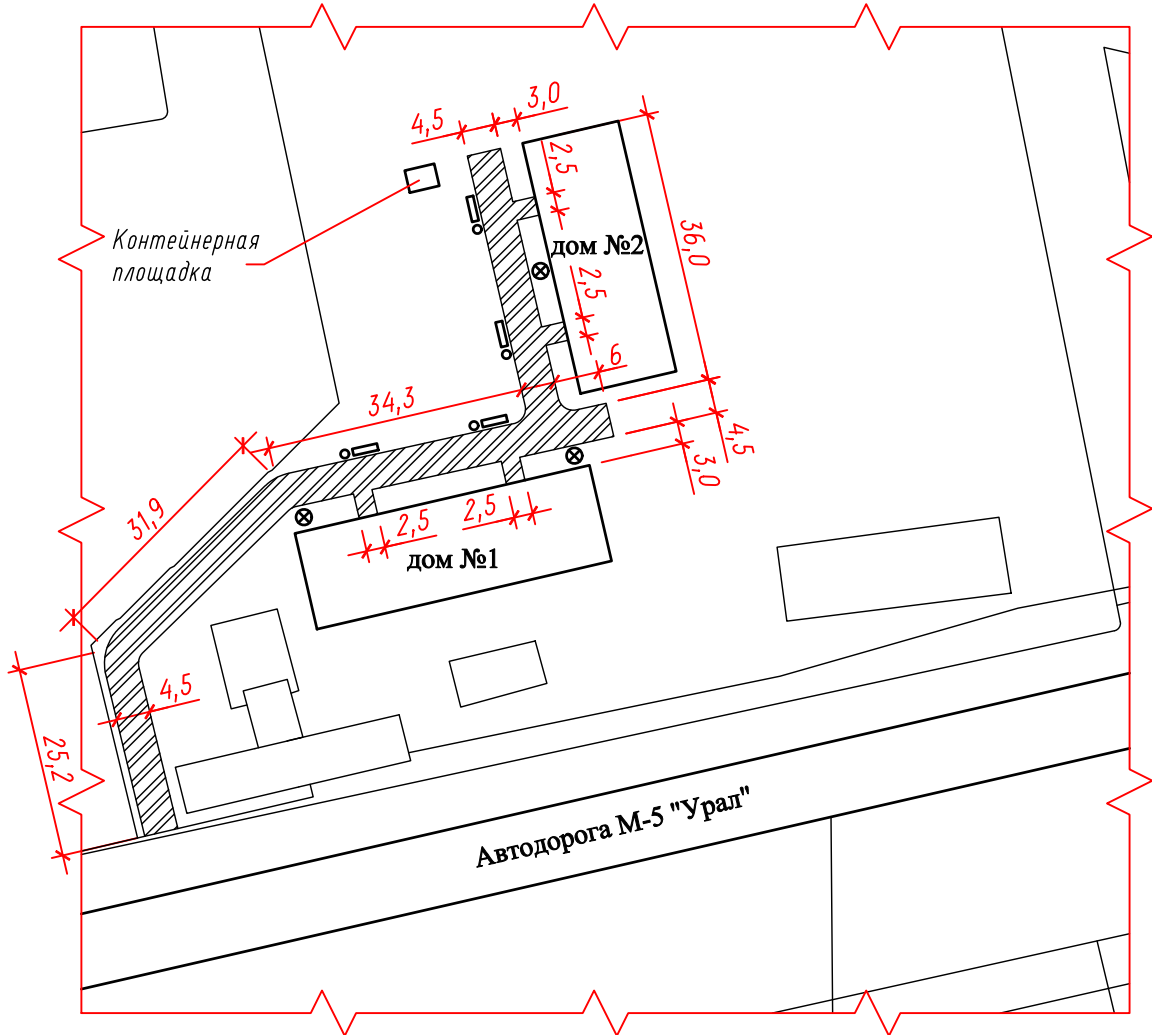 4,5
3,0
2,5
Контейнерная
площадка
дом №2
36,0
2,5
6
34,3
4,5
3,0
31,9
2,5
2,5
дом №1
4,5
25,2
Автодорога М-5 "Урал"